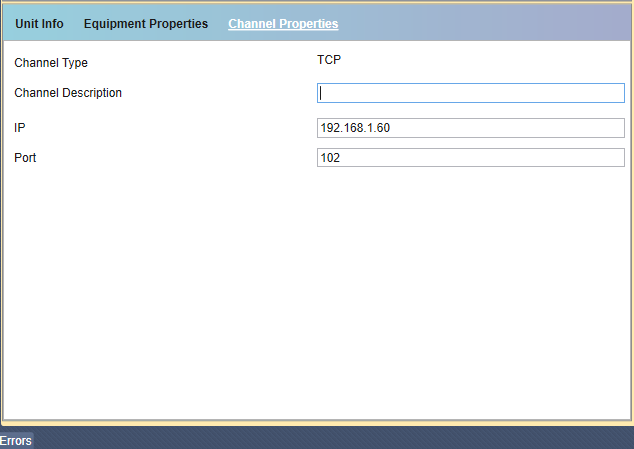 Unit Info Equipment Properties Channel Properties
Channel Type TCP
Channel Description
IP 192.168.1.60
Port 102
Errors